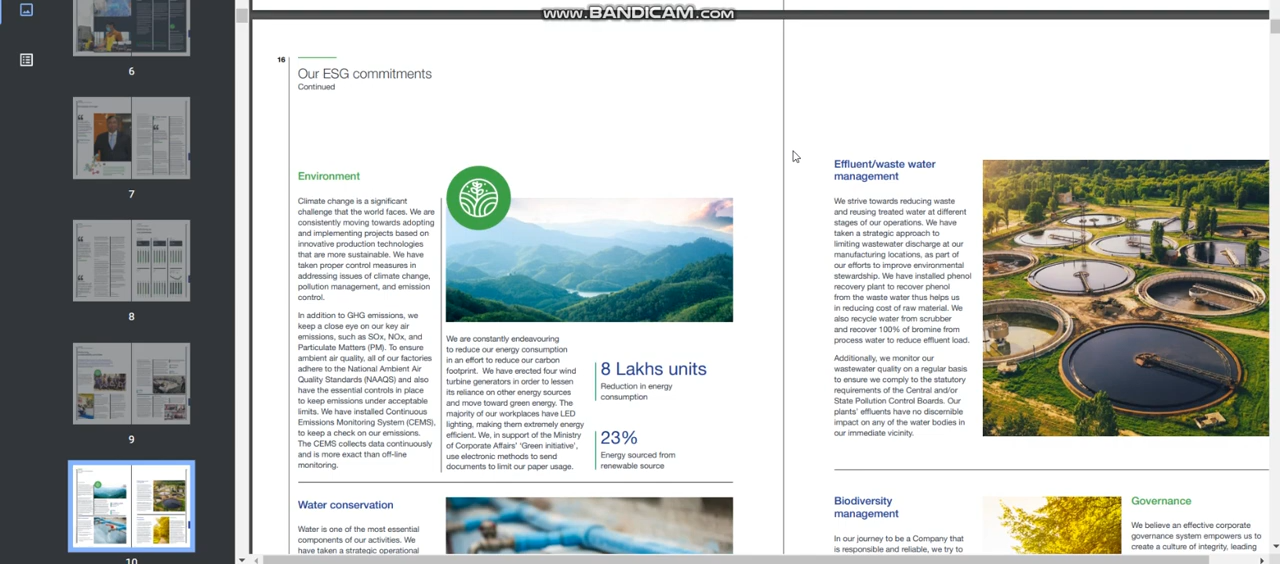 www.BANDICAM.com
6
7
8
9
10
16
Our ESG commitments
Continued
Environment
Climate change is a significant
challenge that the world faces. We are
consistently moving towards adopting
and implementing projects based on
innovative production technologies
that are more sustainable. We have
taken proper control measures in
addressing issues of climate change,
pollution management, and emission
control.
In addition to GHG emissions, we
keep a close eye on our key air
emissions, such as SOx, NOx, and
Particulate Matters (PM). To ensure
ambient air quality, all of our factories
adhere to the National Ambient Air
Quality Standards (NAAQS) and also
have the essential controls in place
to keep emissions under acceptable
limits. We have installed Continuous
Emissions Monitoring System (CEMS),
to keep a check on our emissions.
The CEMS collects data continuously
and is more exact than off-line
monitoring.
We are constantly endeavouring
to reduce our energy consumption
in an effort to reduce our carbon
footprint. We have erected four wind
turbine generators in order to lessen
its reliance on other energy sources
and move toward green energy. The
majority of our workplaces have LED
lighting, making them extremely energy
efficient. We, in support of the Ministry
of Corporate Affairs' 'Green initiative',
use electronic methods to send
documents to limit our paper usage.
8 Lakhs units
Reduction in energy
consumption
23%
Energy sourced from
renewable source
Water conservation
Water is one of the most essential
components of our activities. We
have taken a strategic operational
Effluent/waste water
management
We strive towards reducing waste
and reusing treated water at different
stages of our operations. We have
taken a strategic approach to
limiting wastewater discharge at our
manufacturing locations, as part of
our efforts to improve environmental
stewardship. We have installed phenol
recovery plant to recover phenol
from the waste water thus helps us
in reducing cost of raw material. We
also recycle water from scrubber
and recover 100% of bromine from
process water to reduce effluent load.
Additionally, we monitor our
wastewater quality on a regular basis
to ensure we comply to the statutory
requirements of the Central and/or
State Pollution Control Boards. Our
plants' effluents have no discernible
impact on any of the water bodies in
our immediate vicinity.
Biodiversity
management
In our journey to be a Company that
is responsible and reliable, we try to
Governance
We believe an effective corporate
governance system empowers us to
create a culture of integrity, leading